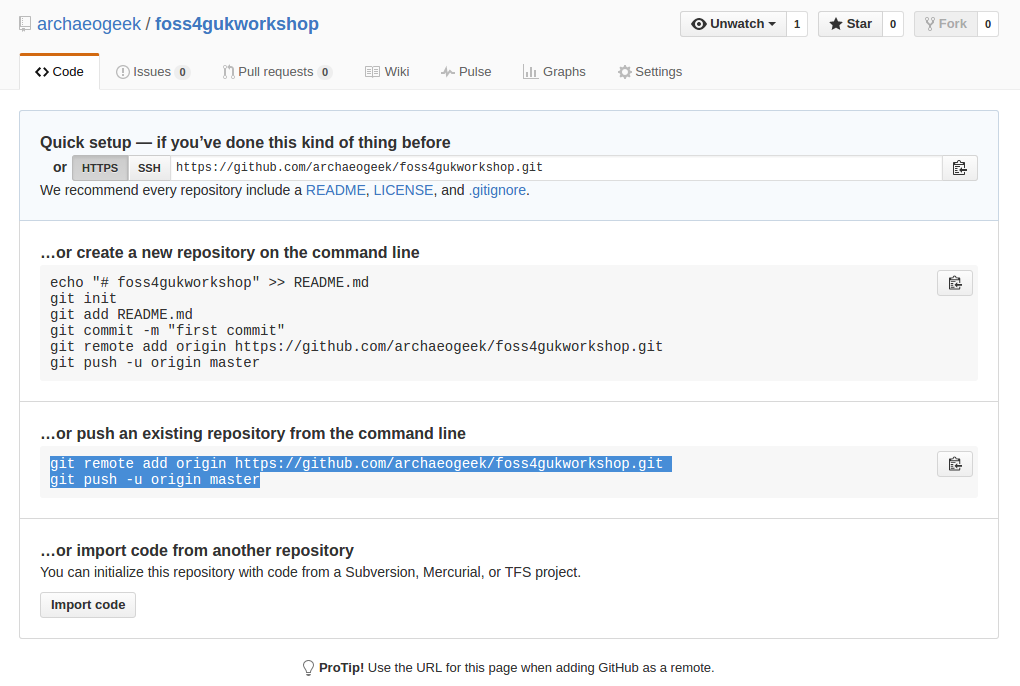 archaeogeek / foss4gukworkshop
Unwatch 1 Star 0 Fork 0
Code Issues 0 Pull requests 0 Wiki Pulse Graphs Settings
Quick setup — if you’ve done this kind of thing before
or HTTPS SSH https://github.com/archaeogeek/foss4gukworkshop.git
We recommend every repository include a README, LICENSE, and .gitignore.
…or create a new repository on the command line
echo "# foss4gukworkshop" >> README.md
git init
git add README.md
git commit -m "first commit"
git remote add origin https://github.com/archaeogeek/foss4gukworkshop.git
git push -u origin master
…or push an existing repository from the command line
git remote add origin https://github.com/archaeogeek/foss4gukworkshop.git
git push -u origin master
…or import code from another repository
You can initialize this repository with code from a Subversion, Mercurial, or TFS project.
Import code
ProTip! Use the URL for this page when adding GitHub as a remote.